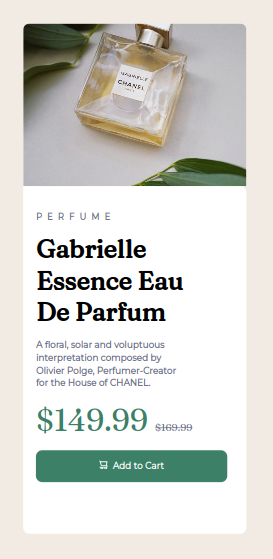 GABRIELLE
CHANEL
PERFUME
Gabrielle
Essence Eau
De Parfum
A floral, solar and voluptuous
interpretation composed by
Olivier Polge, Perfumer-Creator
for the House of CHANEL.
$149.99 $169.99
Add to Cart